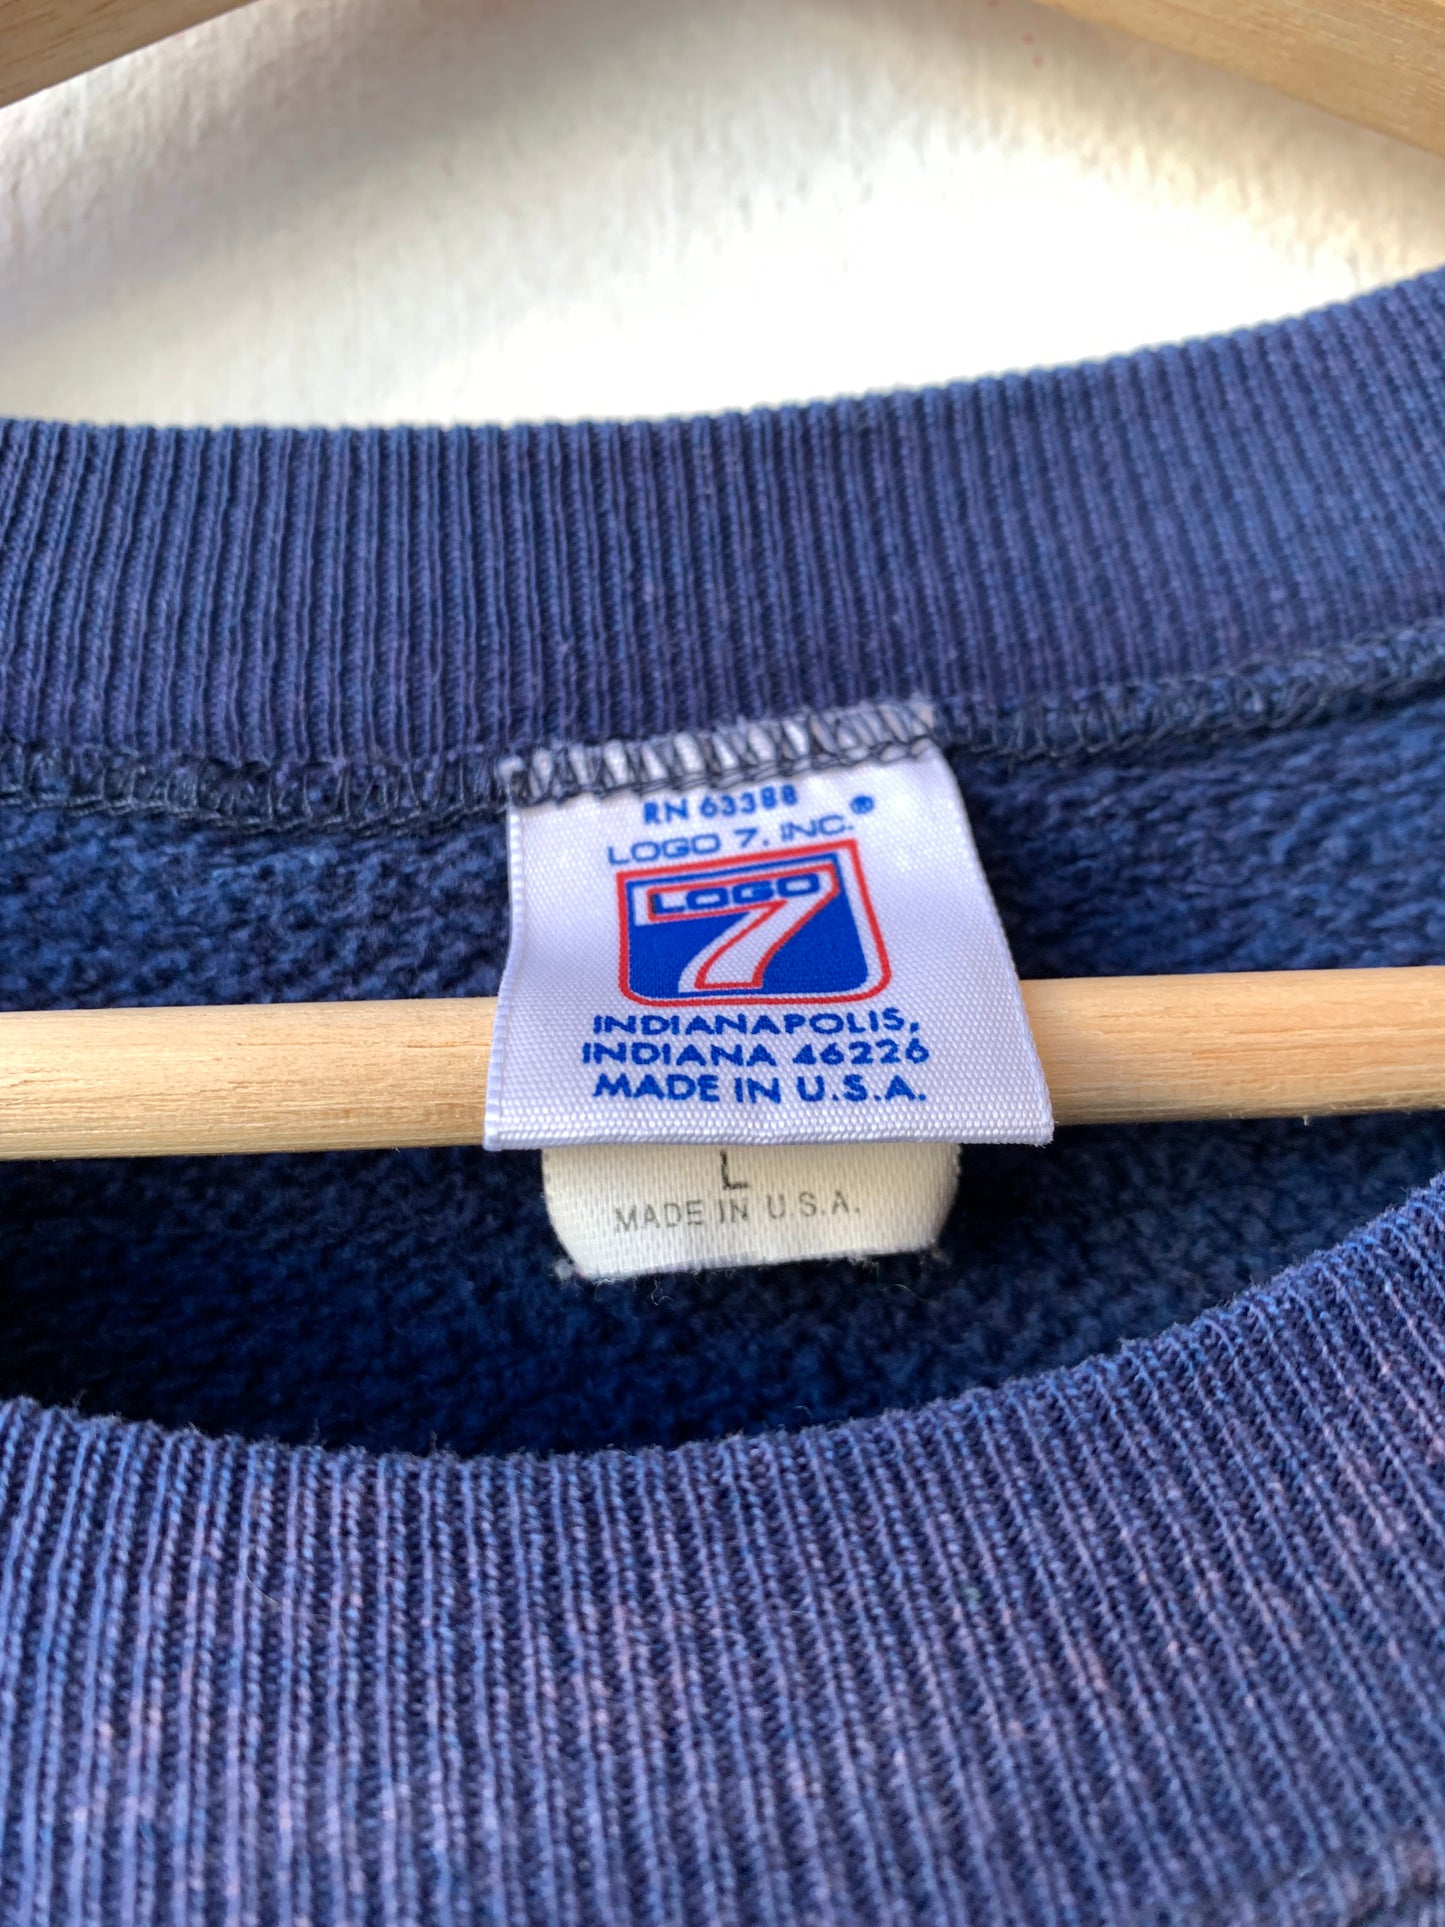 RN 63388
LOGO 7, INC.®
LOGO
7
INDIANAPOLIS,
INDIANA 46226
MADE IN U.S.A.
L
MADE IN U.S.A.